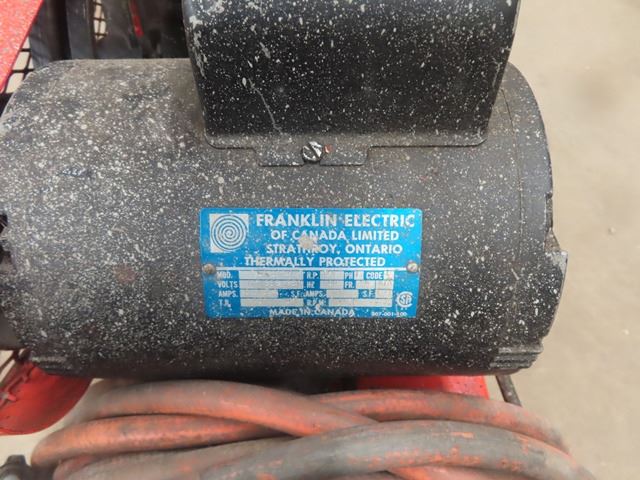 FRANKLIN ELECTRIC
OF CANADA LIMITED
STRATHROY, ONTARIO
THERMALLY PROTECTED
MOD. H.P. PH. CODE
VOLTS HZ FR.
AMPS. S.F. AMPS. S.F.
T.R. R.P.M.
MADE IN CANADA